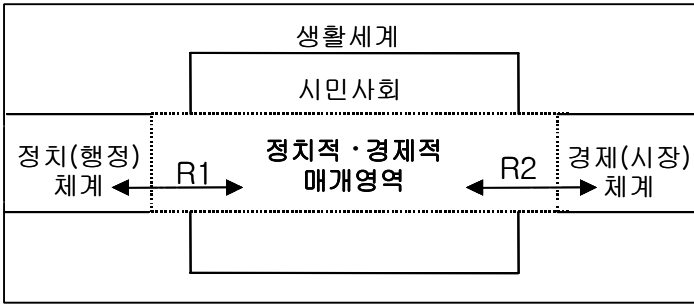 생활세계
시민사회
정치(행정)
체계
R1
정치적 · 경제적
매개영역
R2
경제(시장)
체계